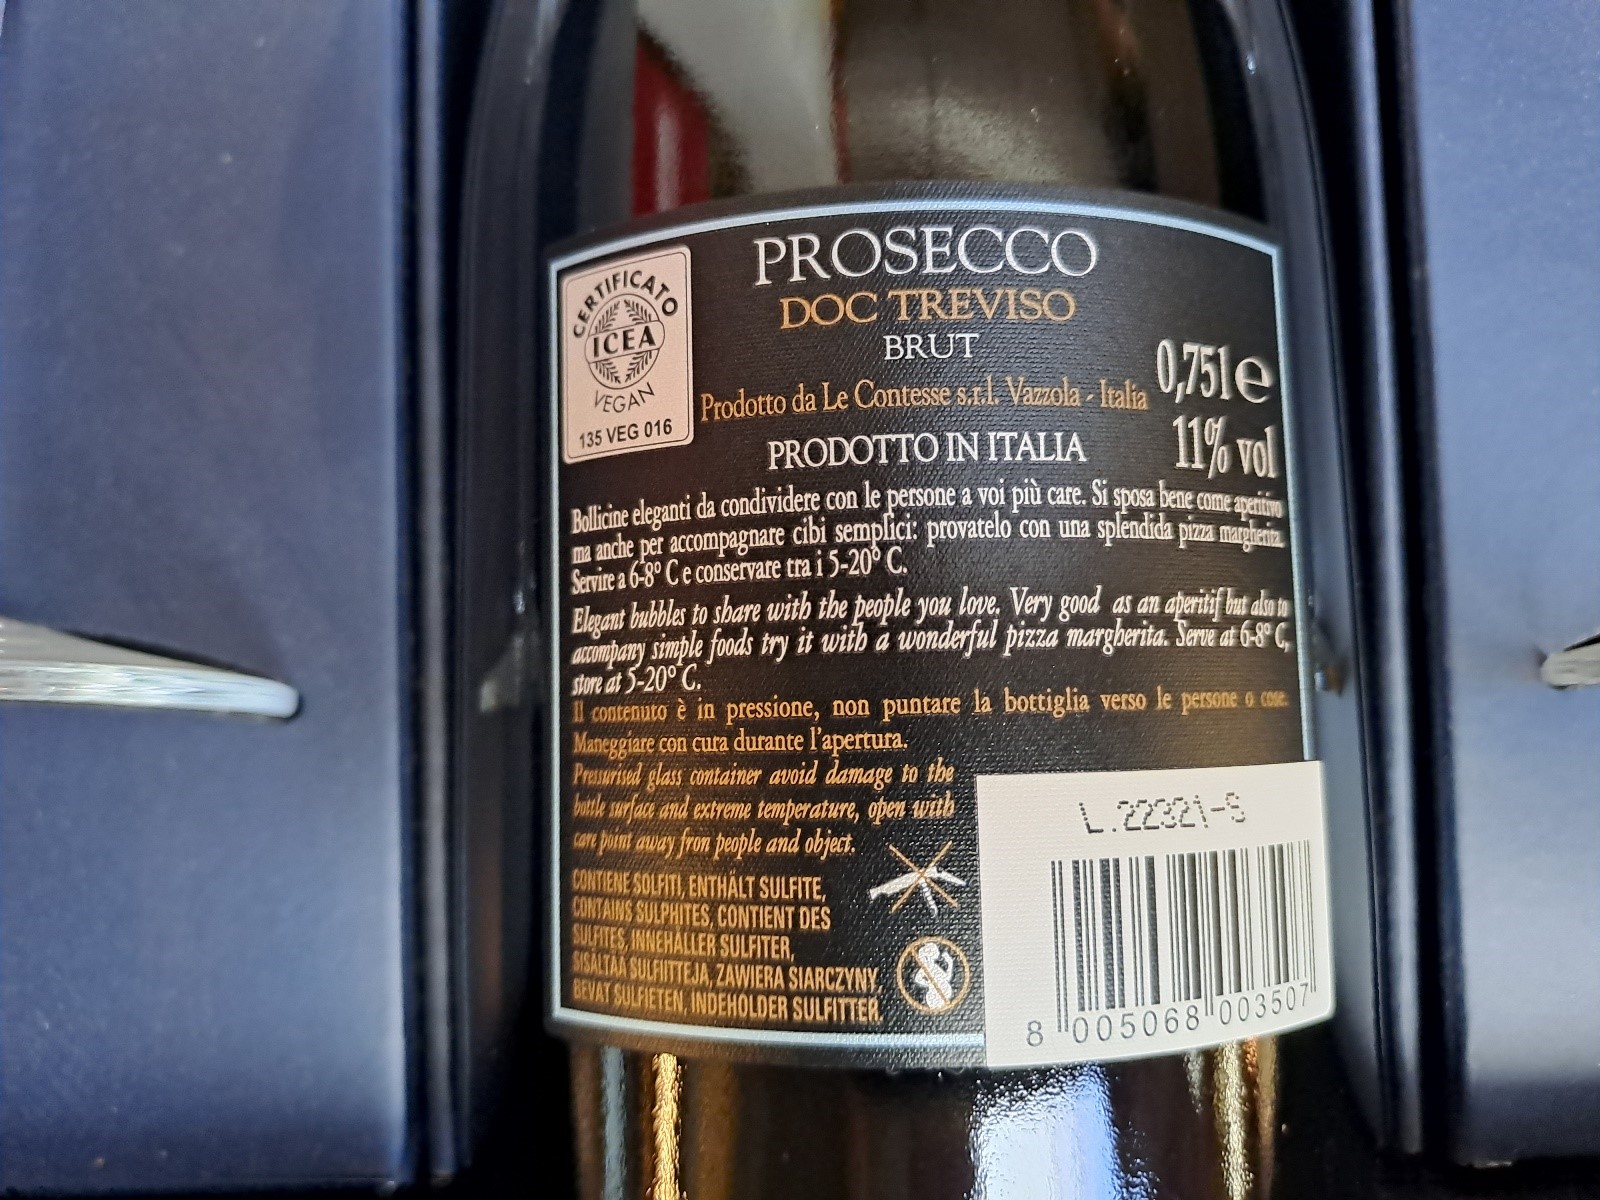 CERTIFICATO
ICEA
VEGAN
135 VEG 016
PROSECCO
DOC TREVISO
BRUT
0,75l e
Prodotto da Le Contesse s.r.l. Vazzola - Italia
11% vol
PRODOTTO IN ITALIA
Bollicine eleganti da condividere con le persone a voi più care. Si sposa bene come aperitivo
ma anche per accompagnare cibi semplici: provatelo con una splendida pizza margherita.
Servire a 6-8° C e conservare tra i 5-20° C.
Elegant bubbles to share with the people you love. Very good as an aperitif but also to
accompany simple foods try it with a wonderful pizza margherita. Serve at 6-8° C,
store at 5-20° C.
Il contenuto è in pressione, non puntare la bottiglia verso le persone o cose.
Maneggiare con cura durante l'apertura.
Pressurised glass container avoid damage to the
bottle surface and extreme temperature, open with
care point away fron people and object.
CONTIENE SOLFITI, ENTHÄLT SULFITE,
CONTAINS SULPHITES, CONTIENT DES
SULFITES, INNEHÅLLER SULFITER,
SISÄLTÄÄ SULFIITTEJA, ZAWIERA SIARCZYNY,
BEVAT SULFIETEN, INDEHOLDER SULFITTER.
L.22321-S
8 005068 003507